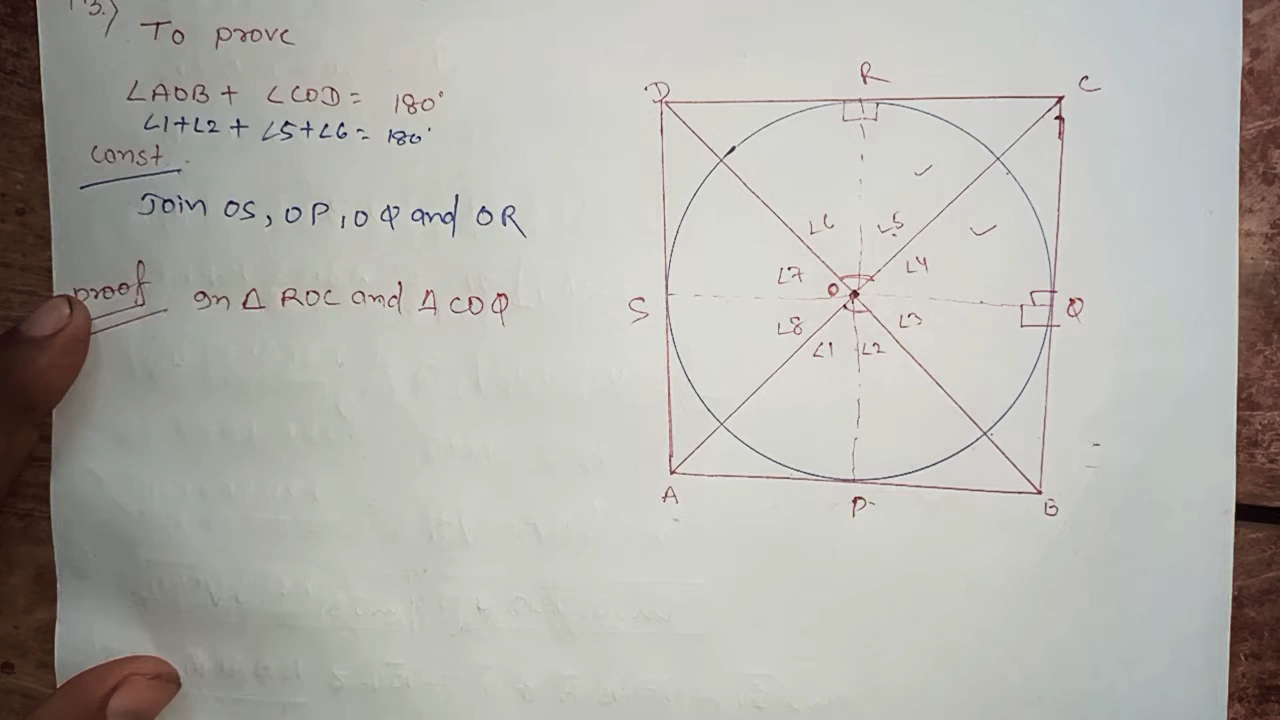 13.) To prove
∠AOB + ∠COD = 180°
∠1+∠2 + ∠5+∠6 = 180°
Const.
Join OS, OP, OQ and OR
proof In Δ ROC and Δ COQ
D
R
C
∠6
∠5
∠7
∠4
S
O
Q
∠8
∠3
∠1
∠2
A
P
B